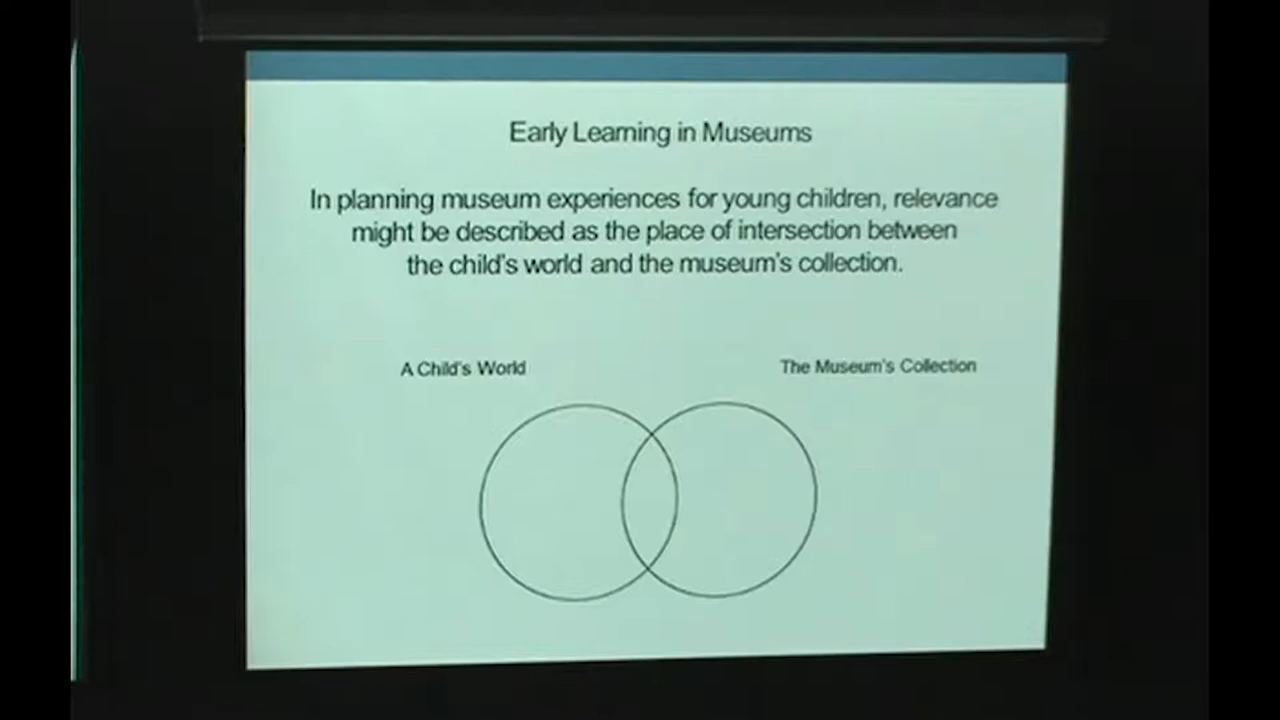 Early Learning in Museums
In planning museum experiences for young children, relevance
might be described as the place of intersection between
the child's world and the museum's collection.
A Child's World
The Museum's Collection